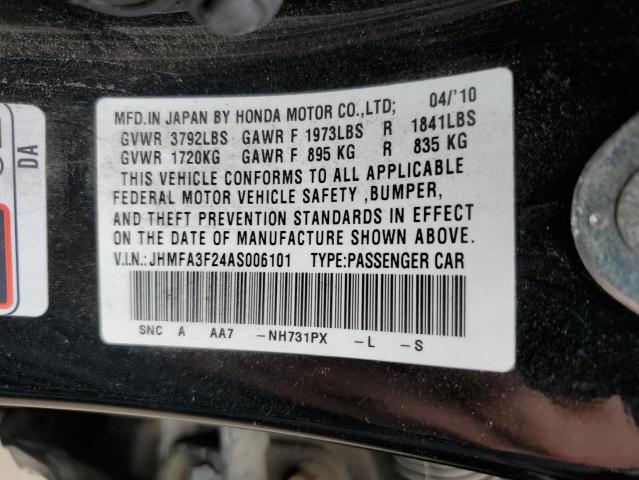 MFD.IN JAPAN BY HONDA MOTOR CO.,LTD; 04/'10
GVWR 3792LBS GAWR F 1973LBS R 1841LBS
GVWR 1720KG GAWR F 895 KG R 835 KG
THIS VEHICLE CONFORMS TO ALL APPLICABLE
FEDERAL MOTOR VEHICLE SAFETY ,BUMPER,
AND THEFT PREVENTION STANDARDS IN EFFECT
ON THE DATE OF MANUFACTURE SHOWN ABOVE.
V.I.N.:JHMFA3F24AS006101 TYPE:PASSENGER CAR
SNC A AA7 -NH731PX -L -S
DA